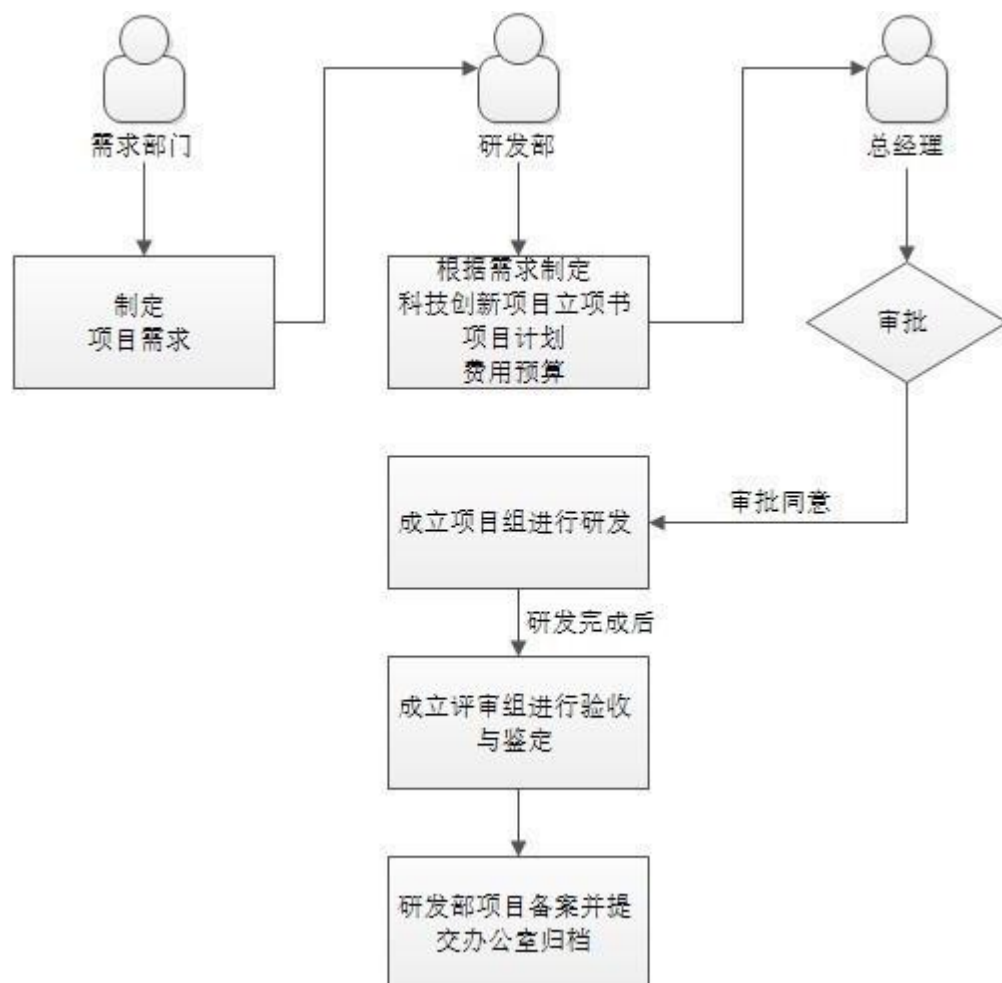 需求部门
研发部
总经理
制定
项目需求
根据需求制定
科技创新项目立项书
项目计划
费用预算
审批
审批同意
成立项目组进行研发
研发完成后
成立评审组进行验收
与鉴定
研发部项目备案并提
交办公室归档